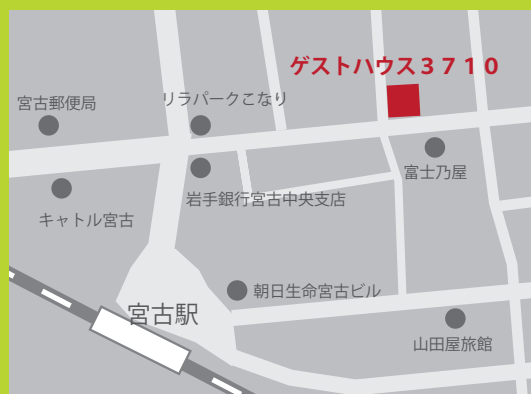 ゲストハウス3710
宮古郵便局
リラパークこなり
富士乃屋
岩手銀行宮古中央支店
キャトル宮古
朝日生命宮古ビル
宮古駅
山田屋旅館